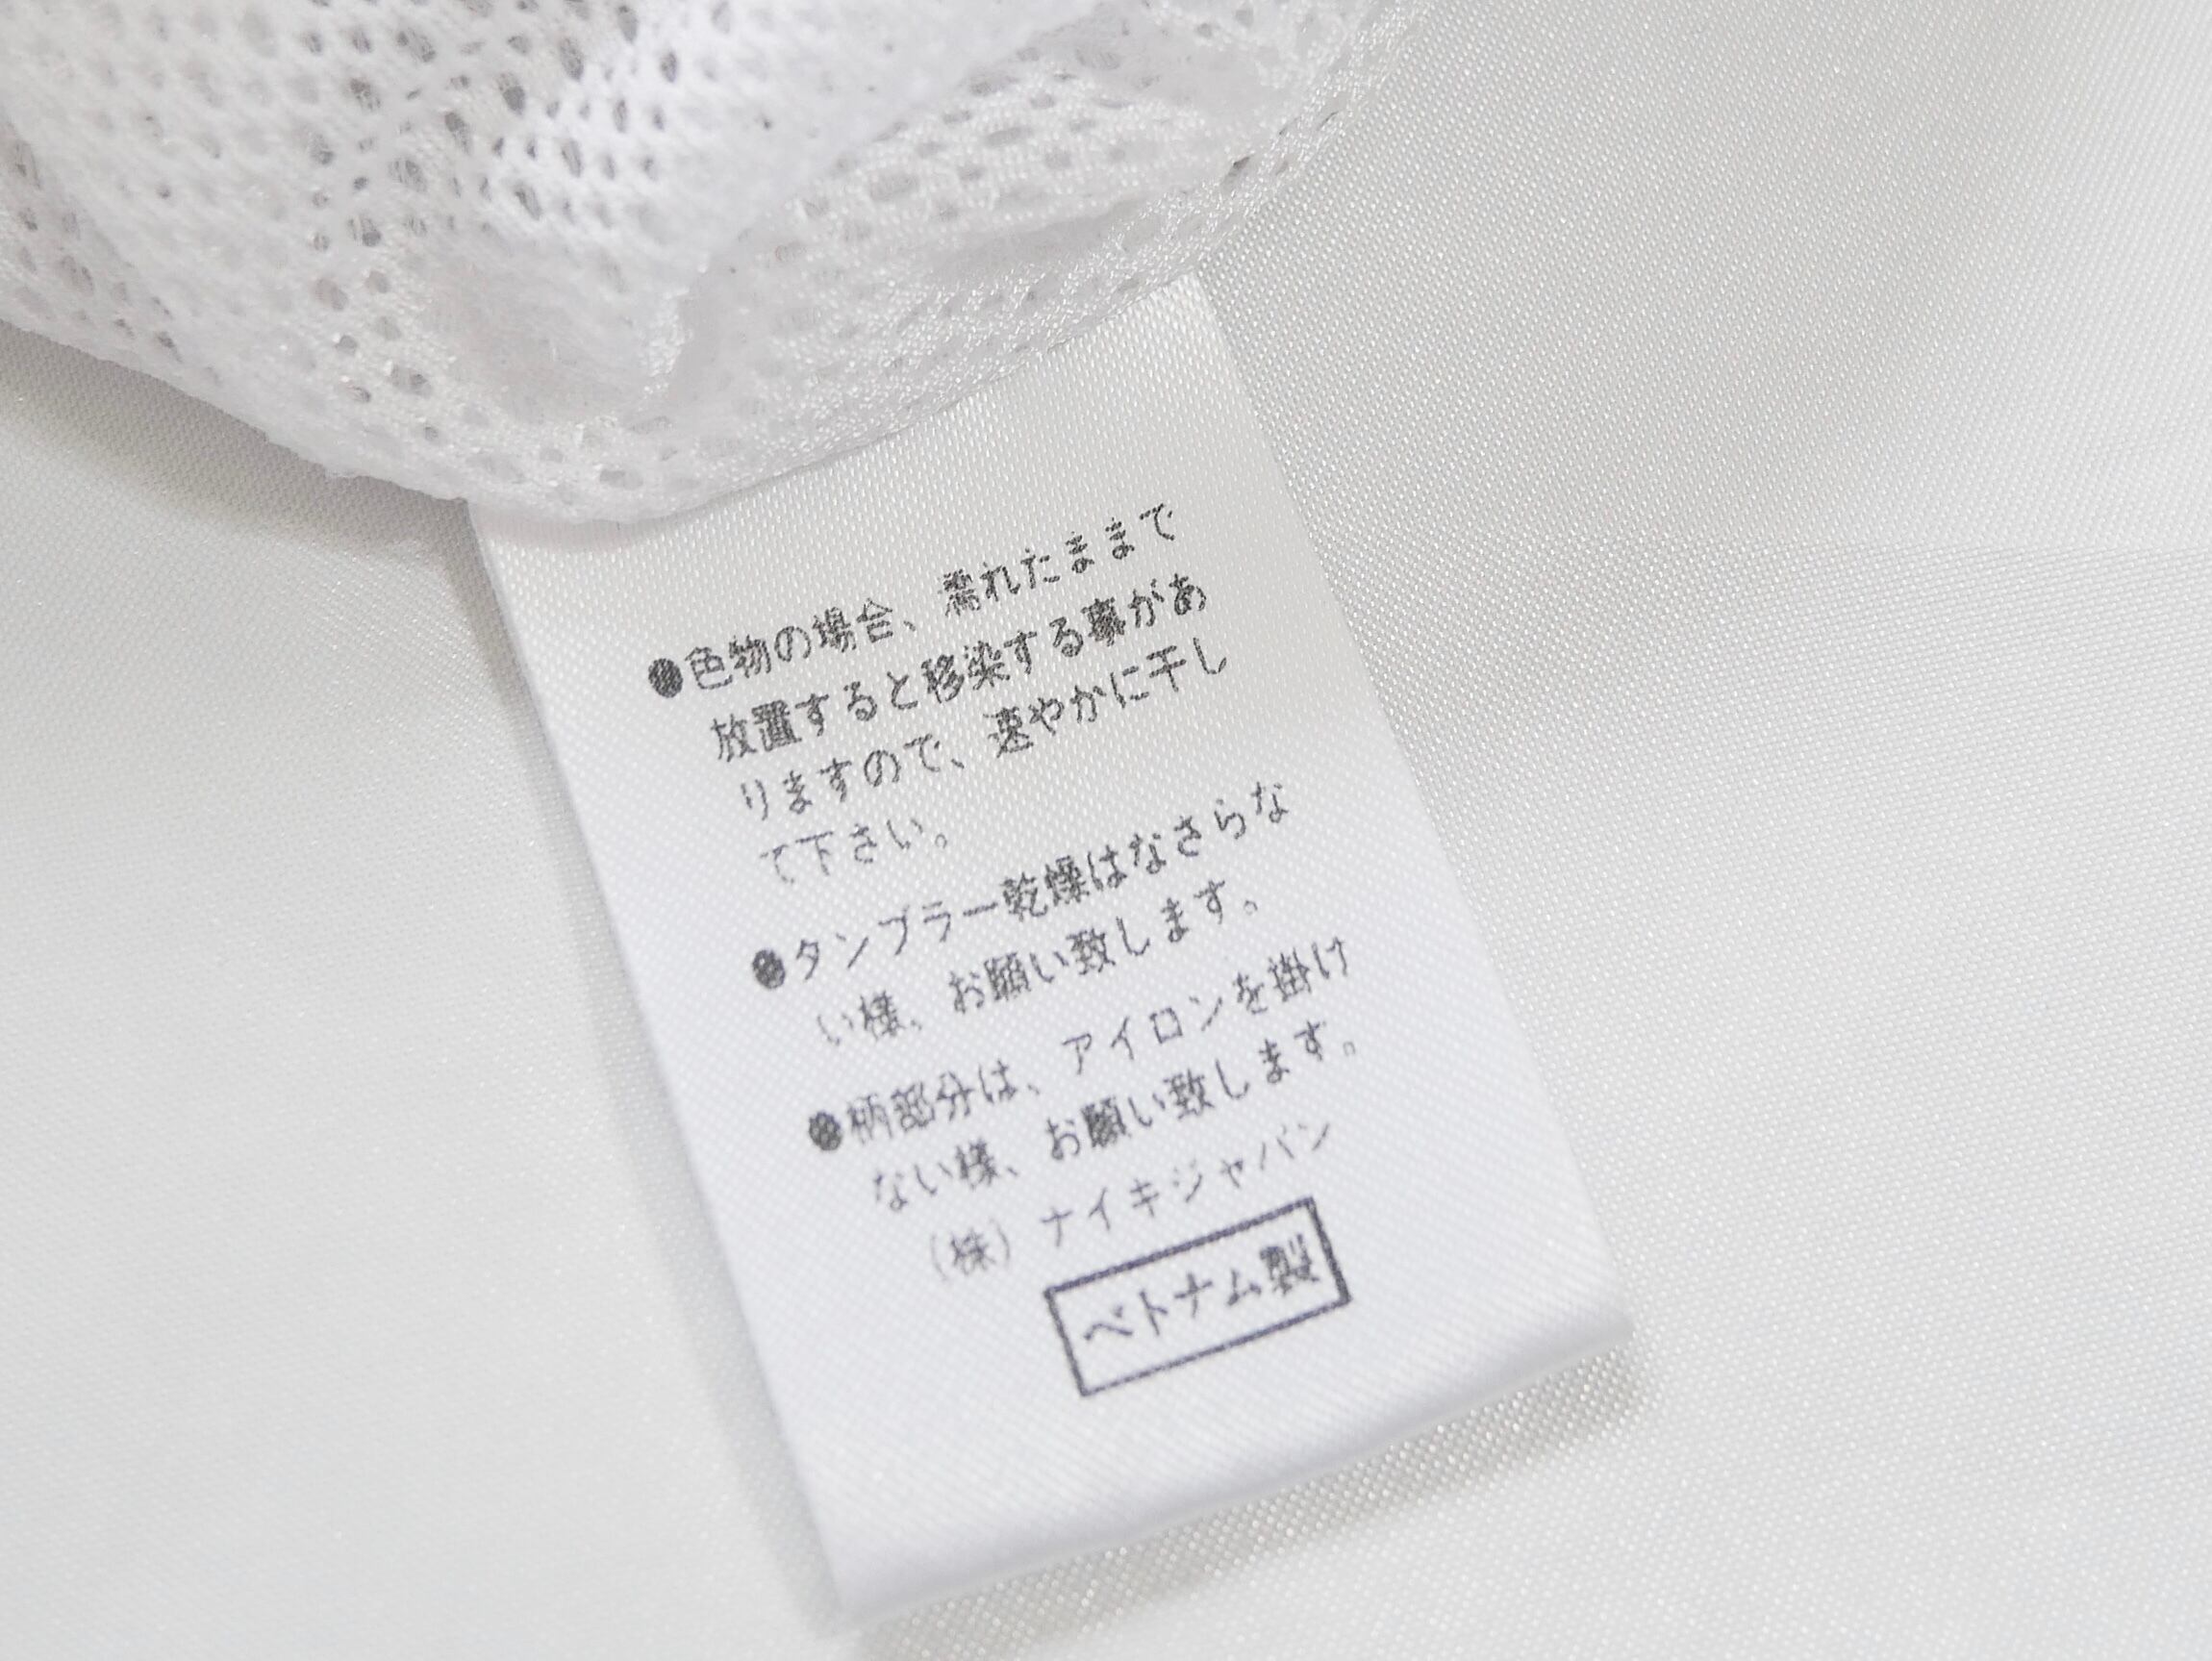 ●色物の場合、濡れたままで
放置すると移染する事があ
りますので、速やかに干し
て下さい。
●タンブラー乾燥はなさらな
い様、お願い致します。
●柄部分は、アイロンを掛け
ない様、お願い致します。
(株) ナイキジャパン
ベトナム製